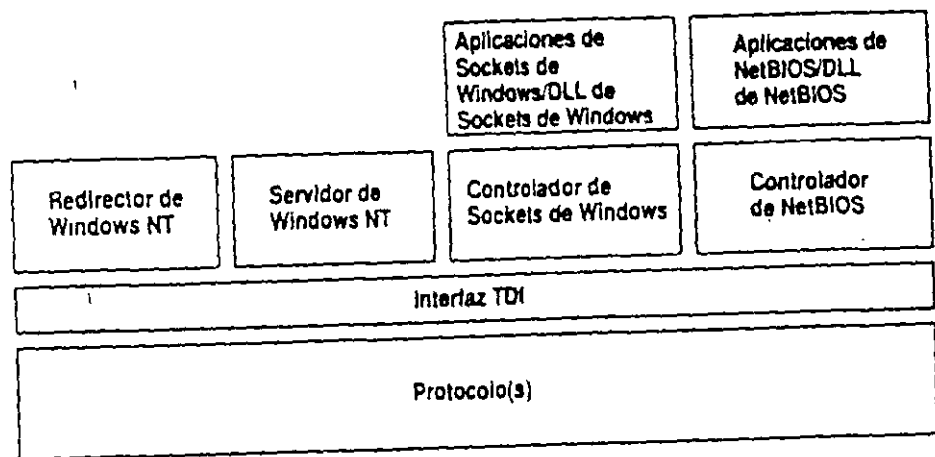 Aplicaciones de
Sockets de
Windows/DLL de
Sockets de Windows
Aplicaciones de
NetBIOS/DLL
de NetBIOS
Redirector de
Windows NT
Servidor de
Windows NT
Controlador de
Sockets de Windows
Controlador
de NetBIOS
Interfaz TDI
Protocolo(s)